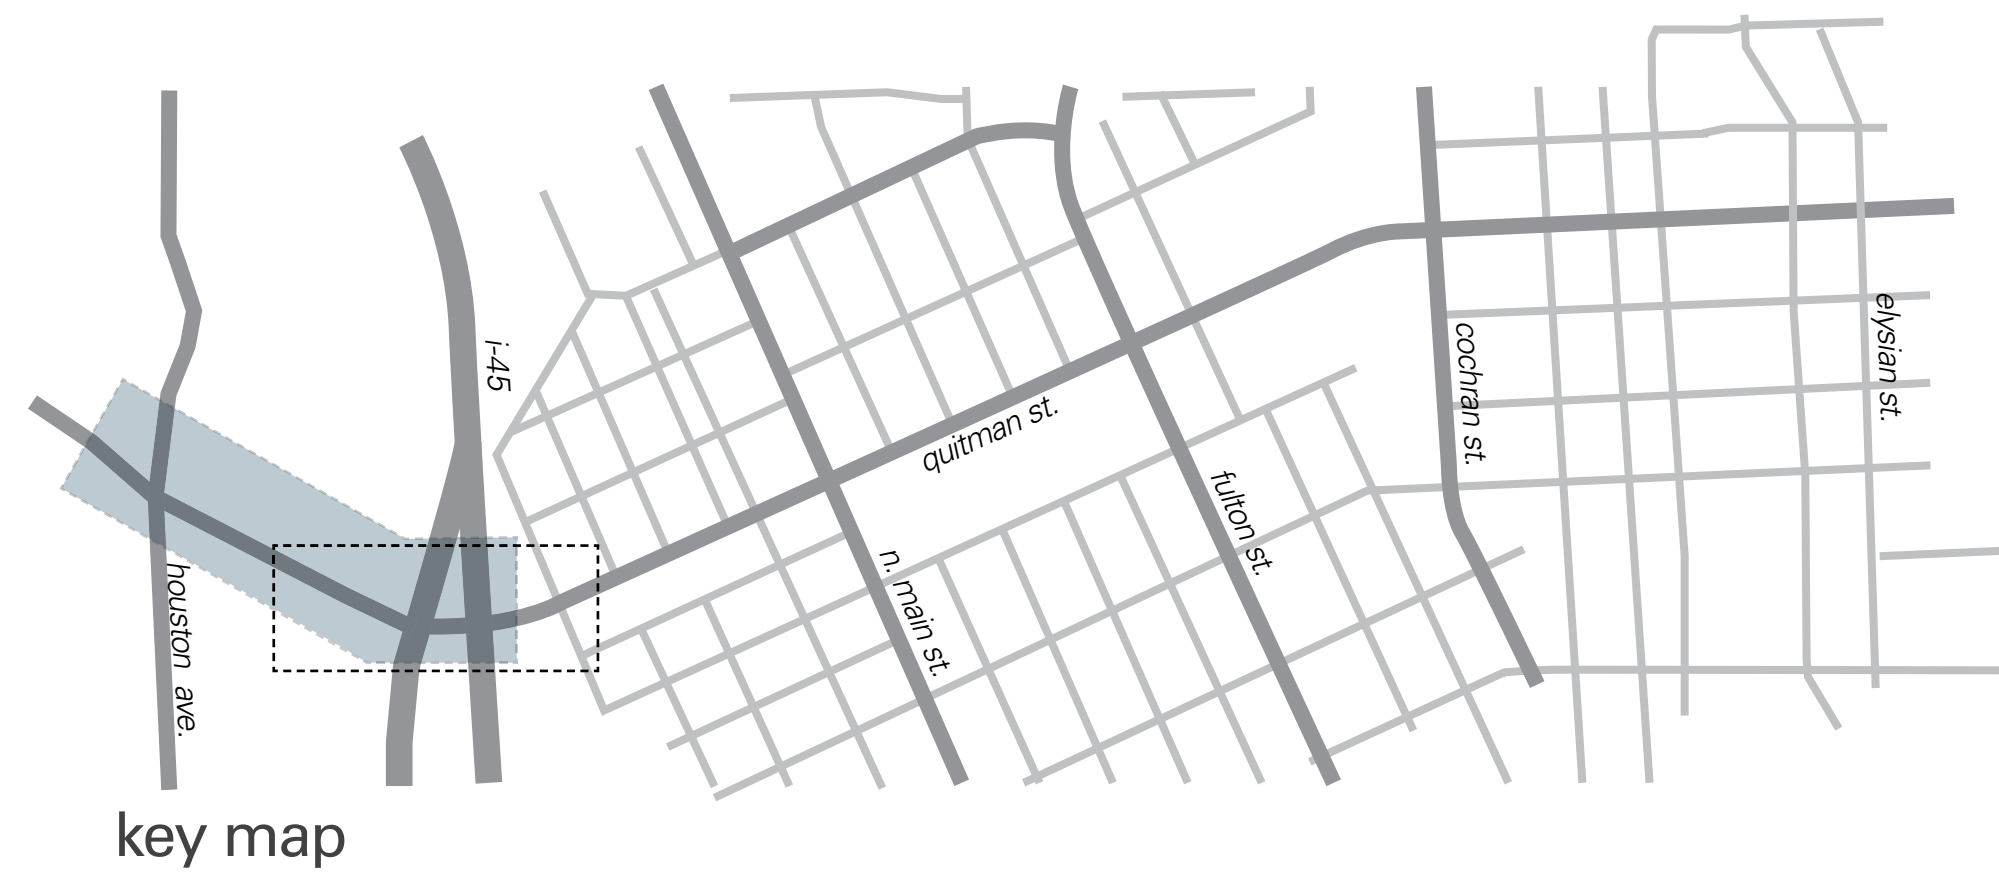 i-45
elysian st.
cochran st.
quitman st.
fulton st.
n. main st.
houston ave.
key map